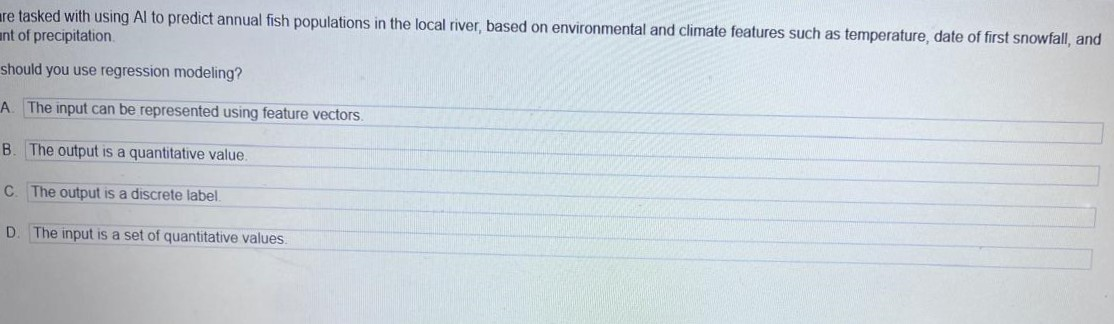 are tasked with using AI to predict annual fish populations in the local river, based on environmental and climate features such as temperature, date of first snowfall, and
unt of precipitation.
should you use regression modeling?
A. The input can be represented using feature vectors.
B. The output is a quantitative value.
C. The output is a discrete label.
D. The input is a set of quantitative values.